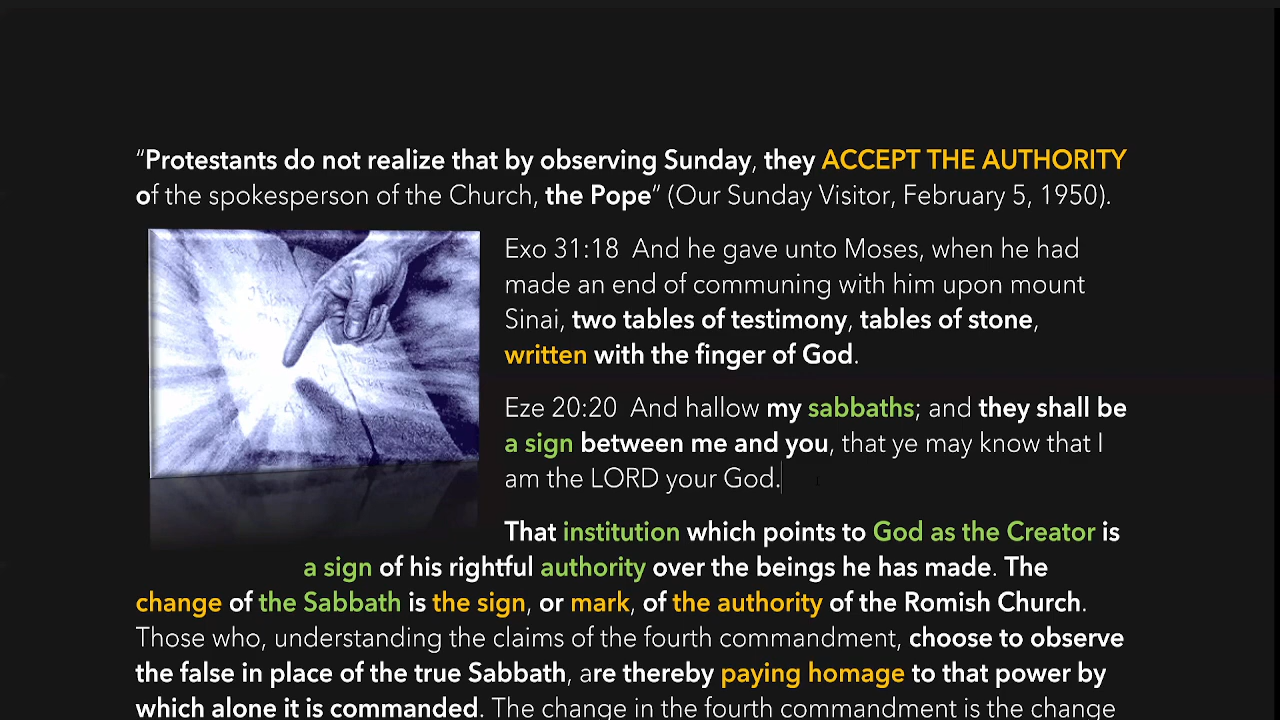 “Protestants do not realize that by observing Sunday, they ACCEPT THE AUTHORITY
of the spokesperson of the Church, the Pope” (Our Sunday Visitor, February 5, 1950).
Exo 31:18 And he gave unto Moses, when he had
made an end of communing with him upon mount
Sinai, two tables of testimony, tables of stone,
written with the finger of God.
Eze 20:20 And hallow my sabbaths; and they shall be
a sign between me and you, that ye may know that I
am the LORD your God.
That institution which points to God as the Creator is
a sign of his rightful authority over the beings he has made. The
change of the Sabbath is the sign, or mark, of the authority of the Romish Church.
Those who, understanding the claims of the fourth commandment, choose to observe
the false in place of the true Sabbath, are thereby paying homage to that power by
which alone it is commanded. The change in the fourth commandment is the change